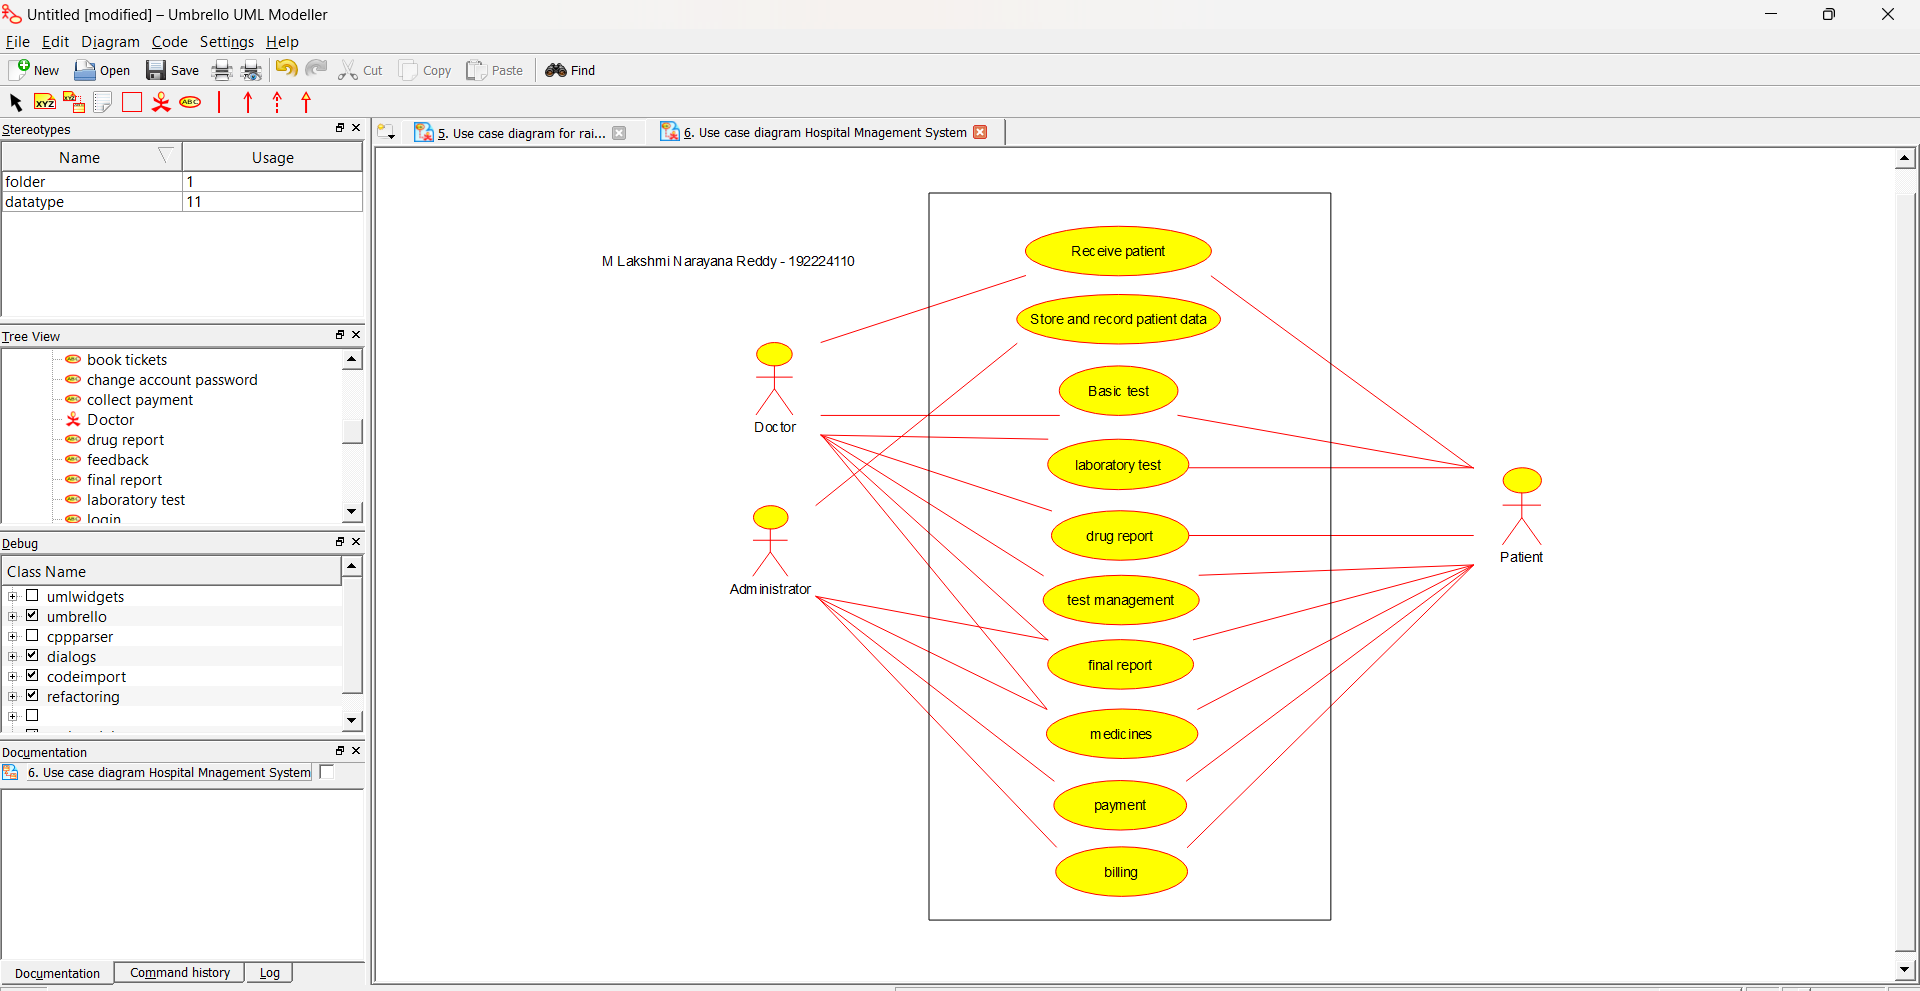 Untitled [modified] – Umbrello UML Modeller
File Edit Diagram Code Settings Help
New Open Save Cut Copy Paste Find
XYZ XYZ ABC
Stereotypes
Name Usage
folder 1
datatype 11
Tree View
book tickets
change account password
collect payment
Doctor
drug report
feedback
final report
laboratory test
login
Debug
Class Name
umlwidgets
umbrello
cppparser
dialogs
codeimport
refactoring
Documentation
6. Use case diagram Hospital Mnagement System
Documentation Command history Log
5. Use case diagram for rai...
6. Use case diagram Hospital Mnagement System
M Lakshmi Narayana Reddy - 192224110
Receive patient
Store and record patient data
Basic test
laboratory test
drug report
test management
final report
medicines
payment
billing
Doctor
Administrator
Patient